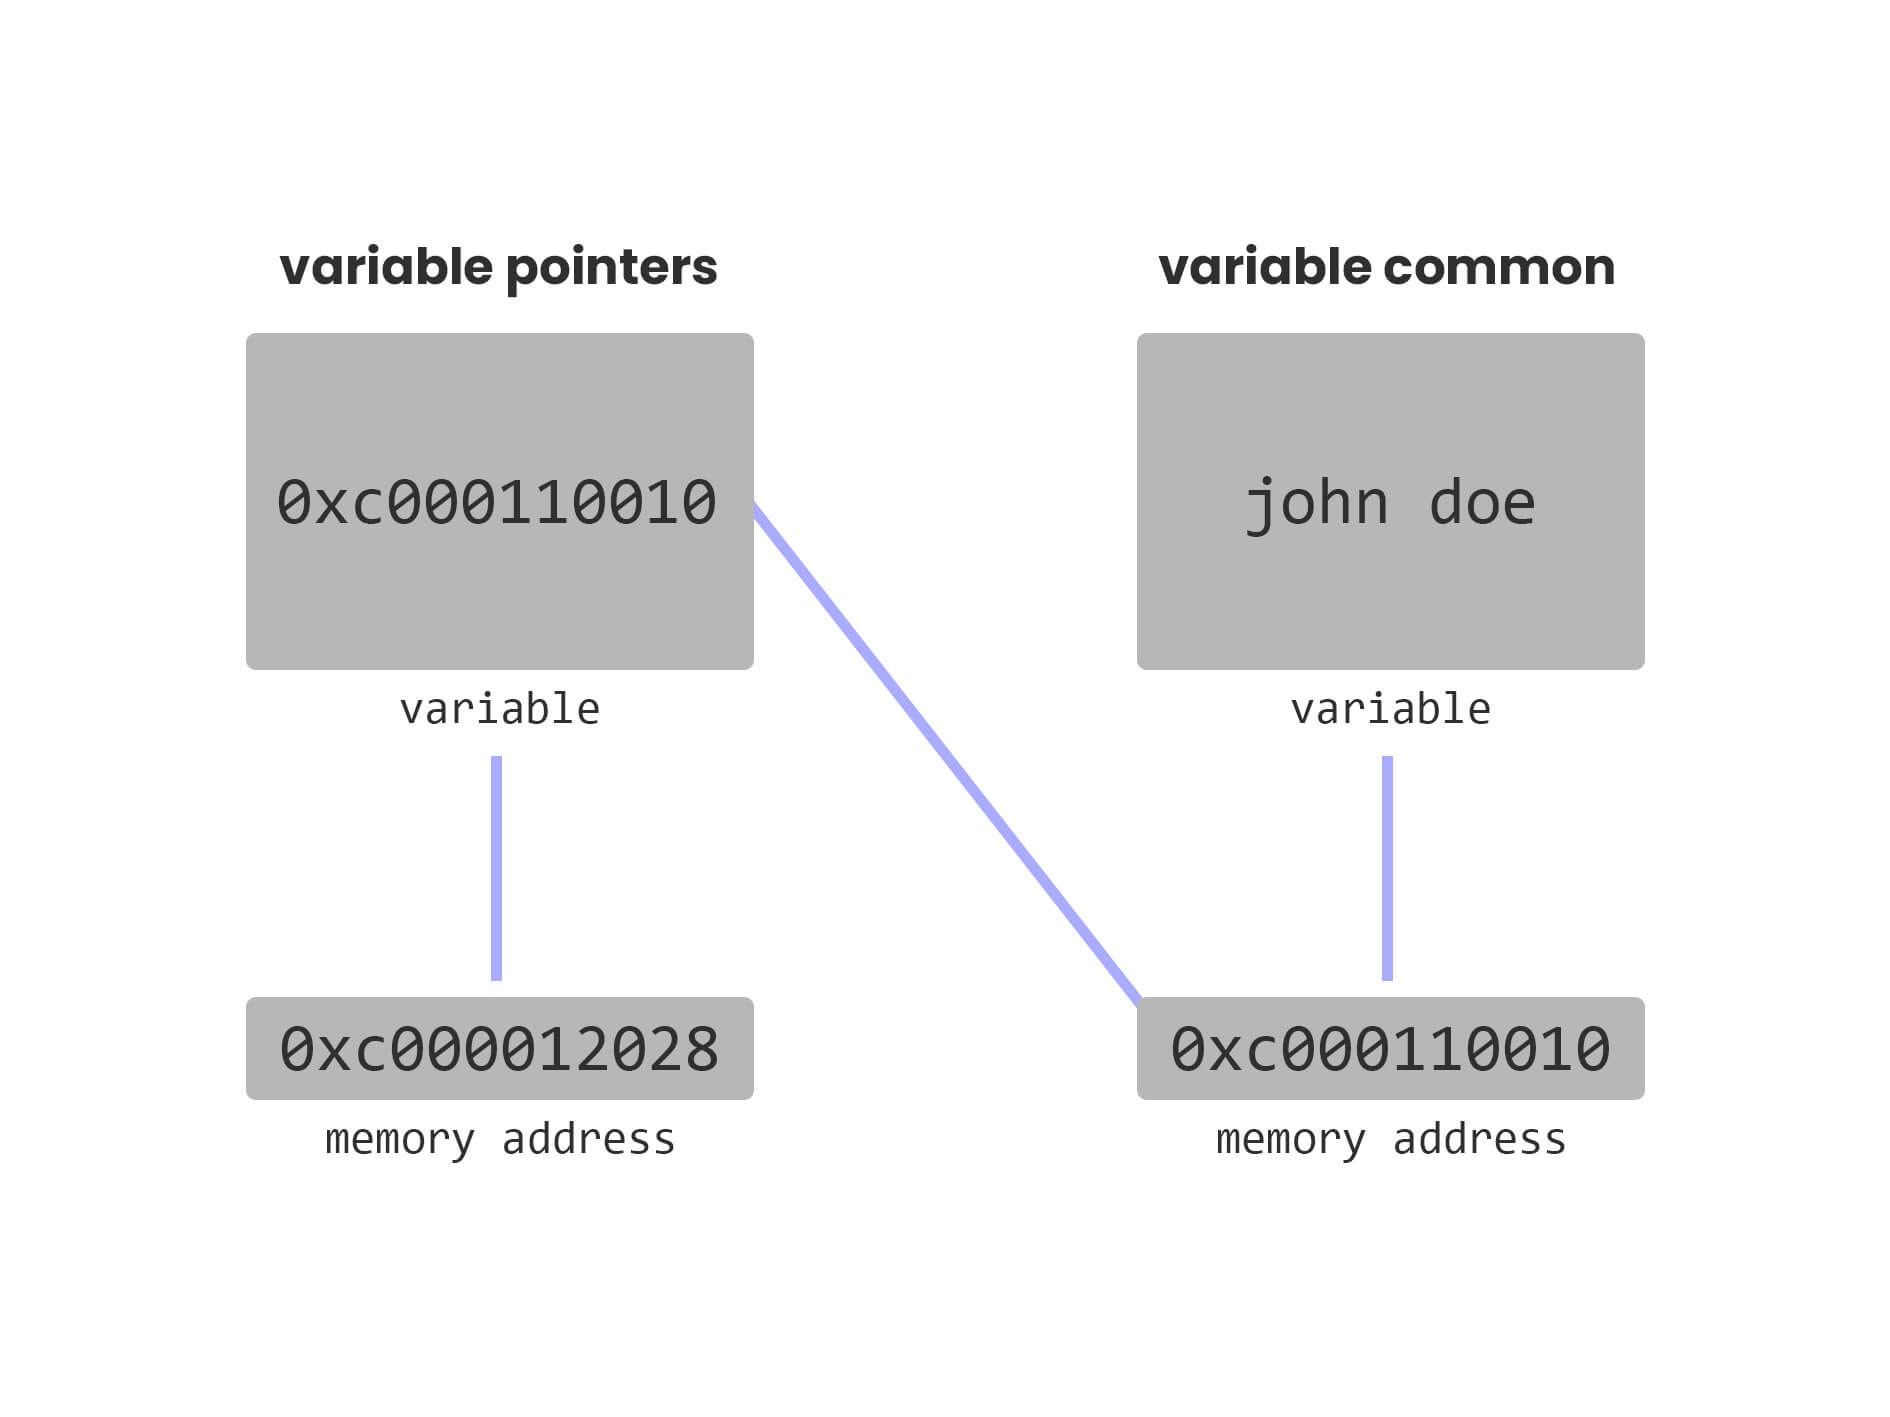 variable pointers
0xc000110010
variable
0xc000012028
memory address
variable common
john doe
variable
0xc000110010
memory address